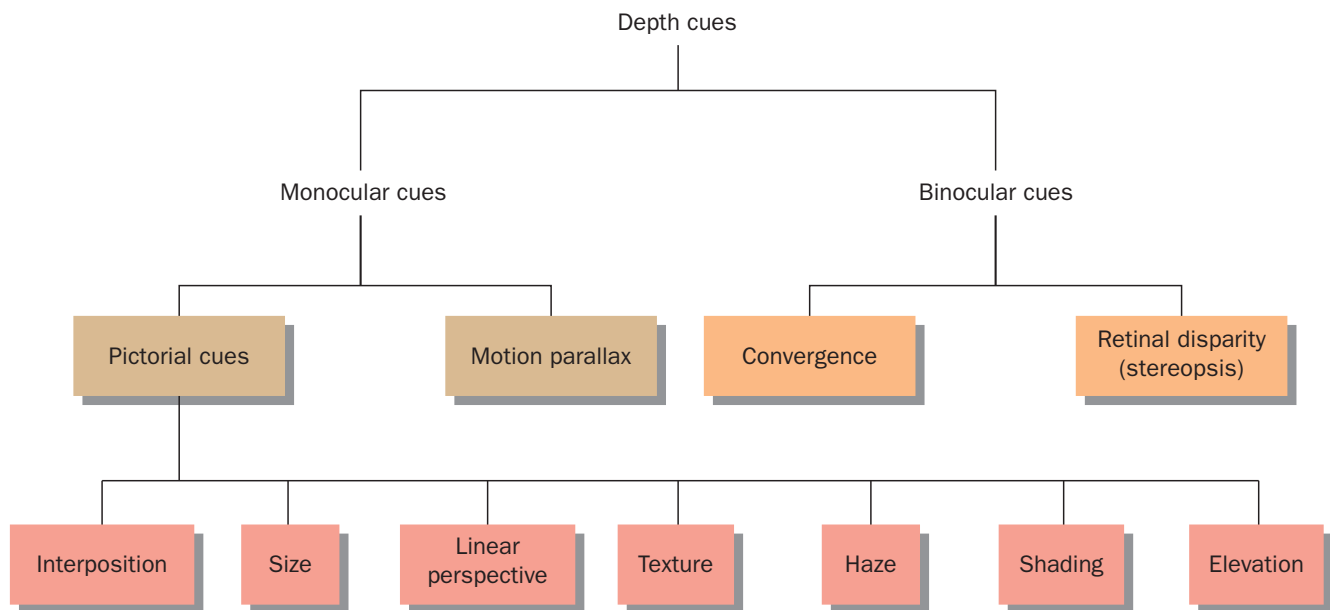 Depth cues
Monocular cues
Binocular cues
Pictorial cues
Motion parallax
Convergence
Retinal disparity
(stereopsis)
Interposition
Size
Linear
perspective
Texture
Haze
Shading
Elevation